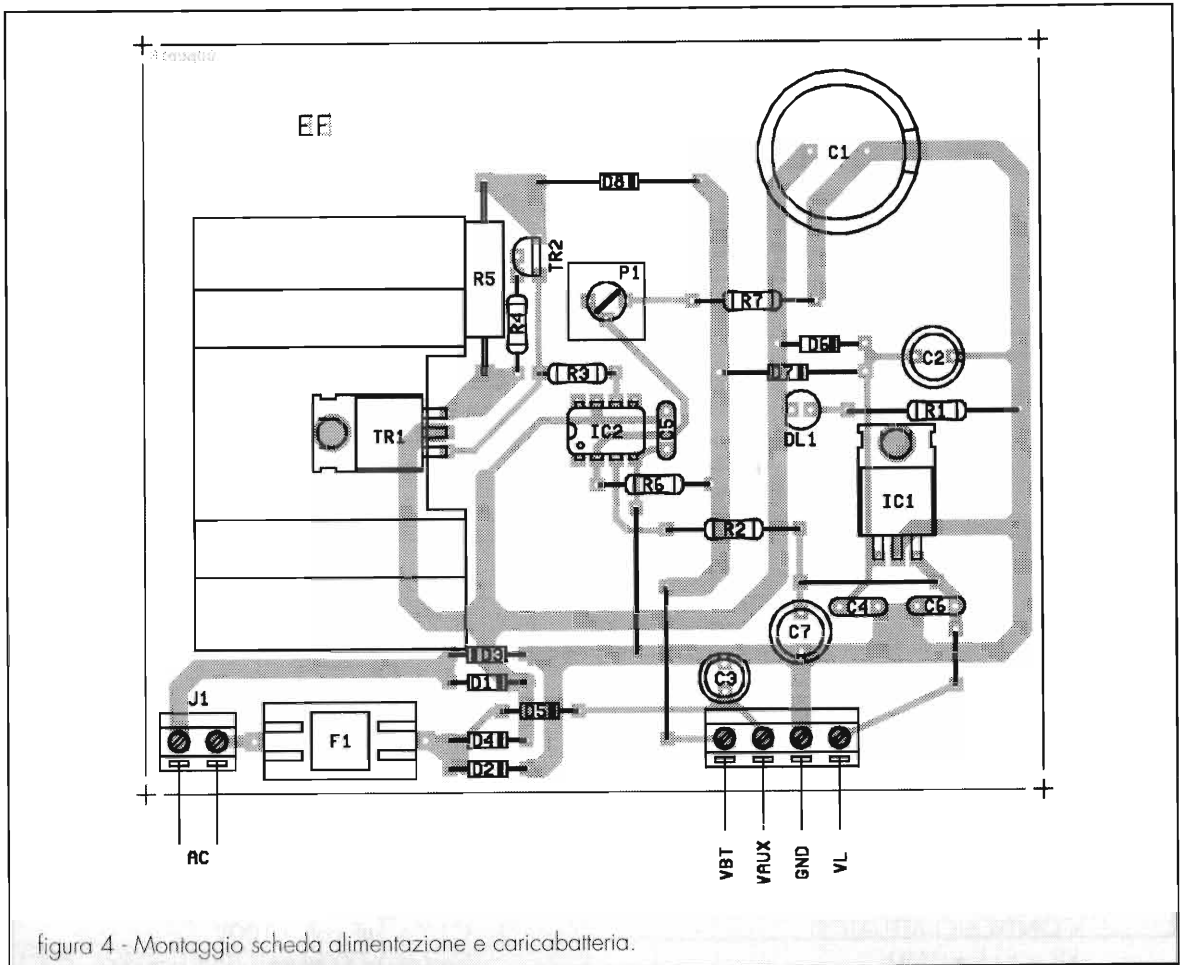 EF
C1
D8
TR2
R5
P1
R4
R7
D6
C2
D7
R3
DL1
R1
TR1
IC2
C5
IC1
R6
R2
C4
C6
C7
D3
C3
D1
J1
D5
F1
D4
D2
AC
VBT
VAUX
GND
VL
figura 4 - Montaggio scheda alimentazione e caricabatteria.